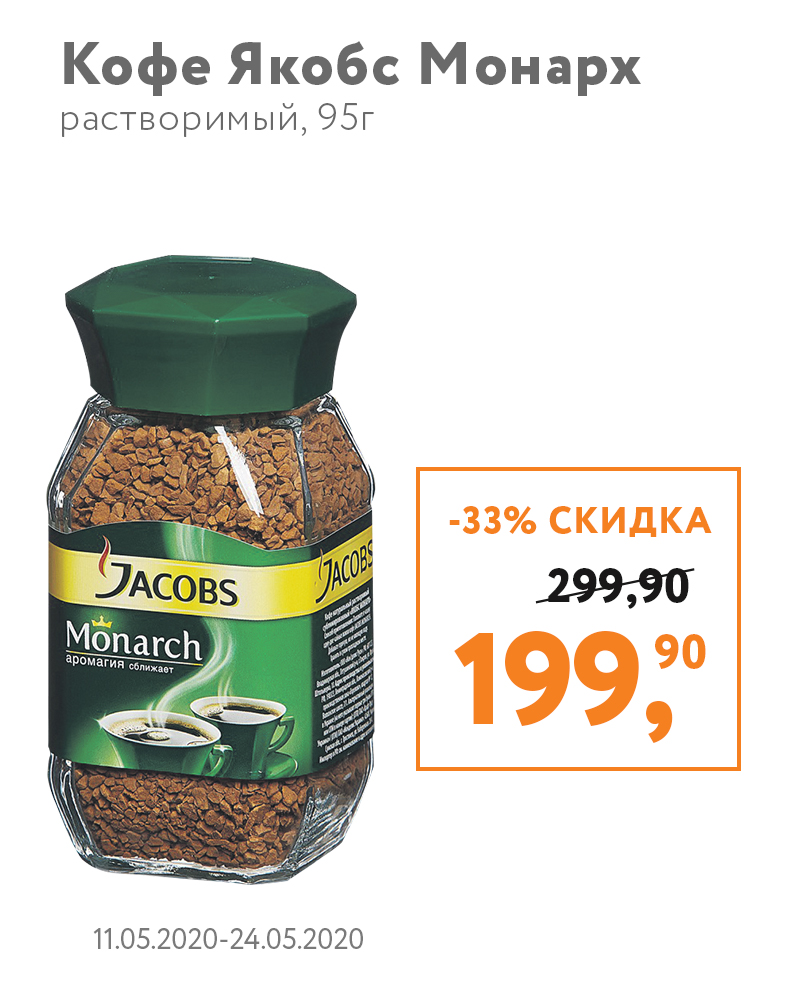 Кофе Якобс Монарх
растворимый, 95г
JACOBS
JACOBS
Monarch
аромагия сближает
-33% СКИДКА
299,90
199,90
11.05.2020-24.05.2020